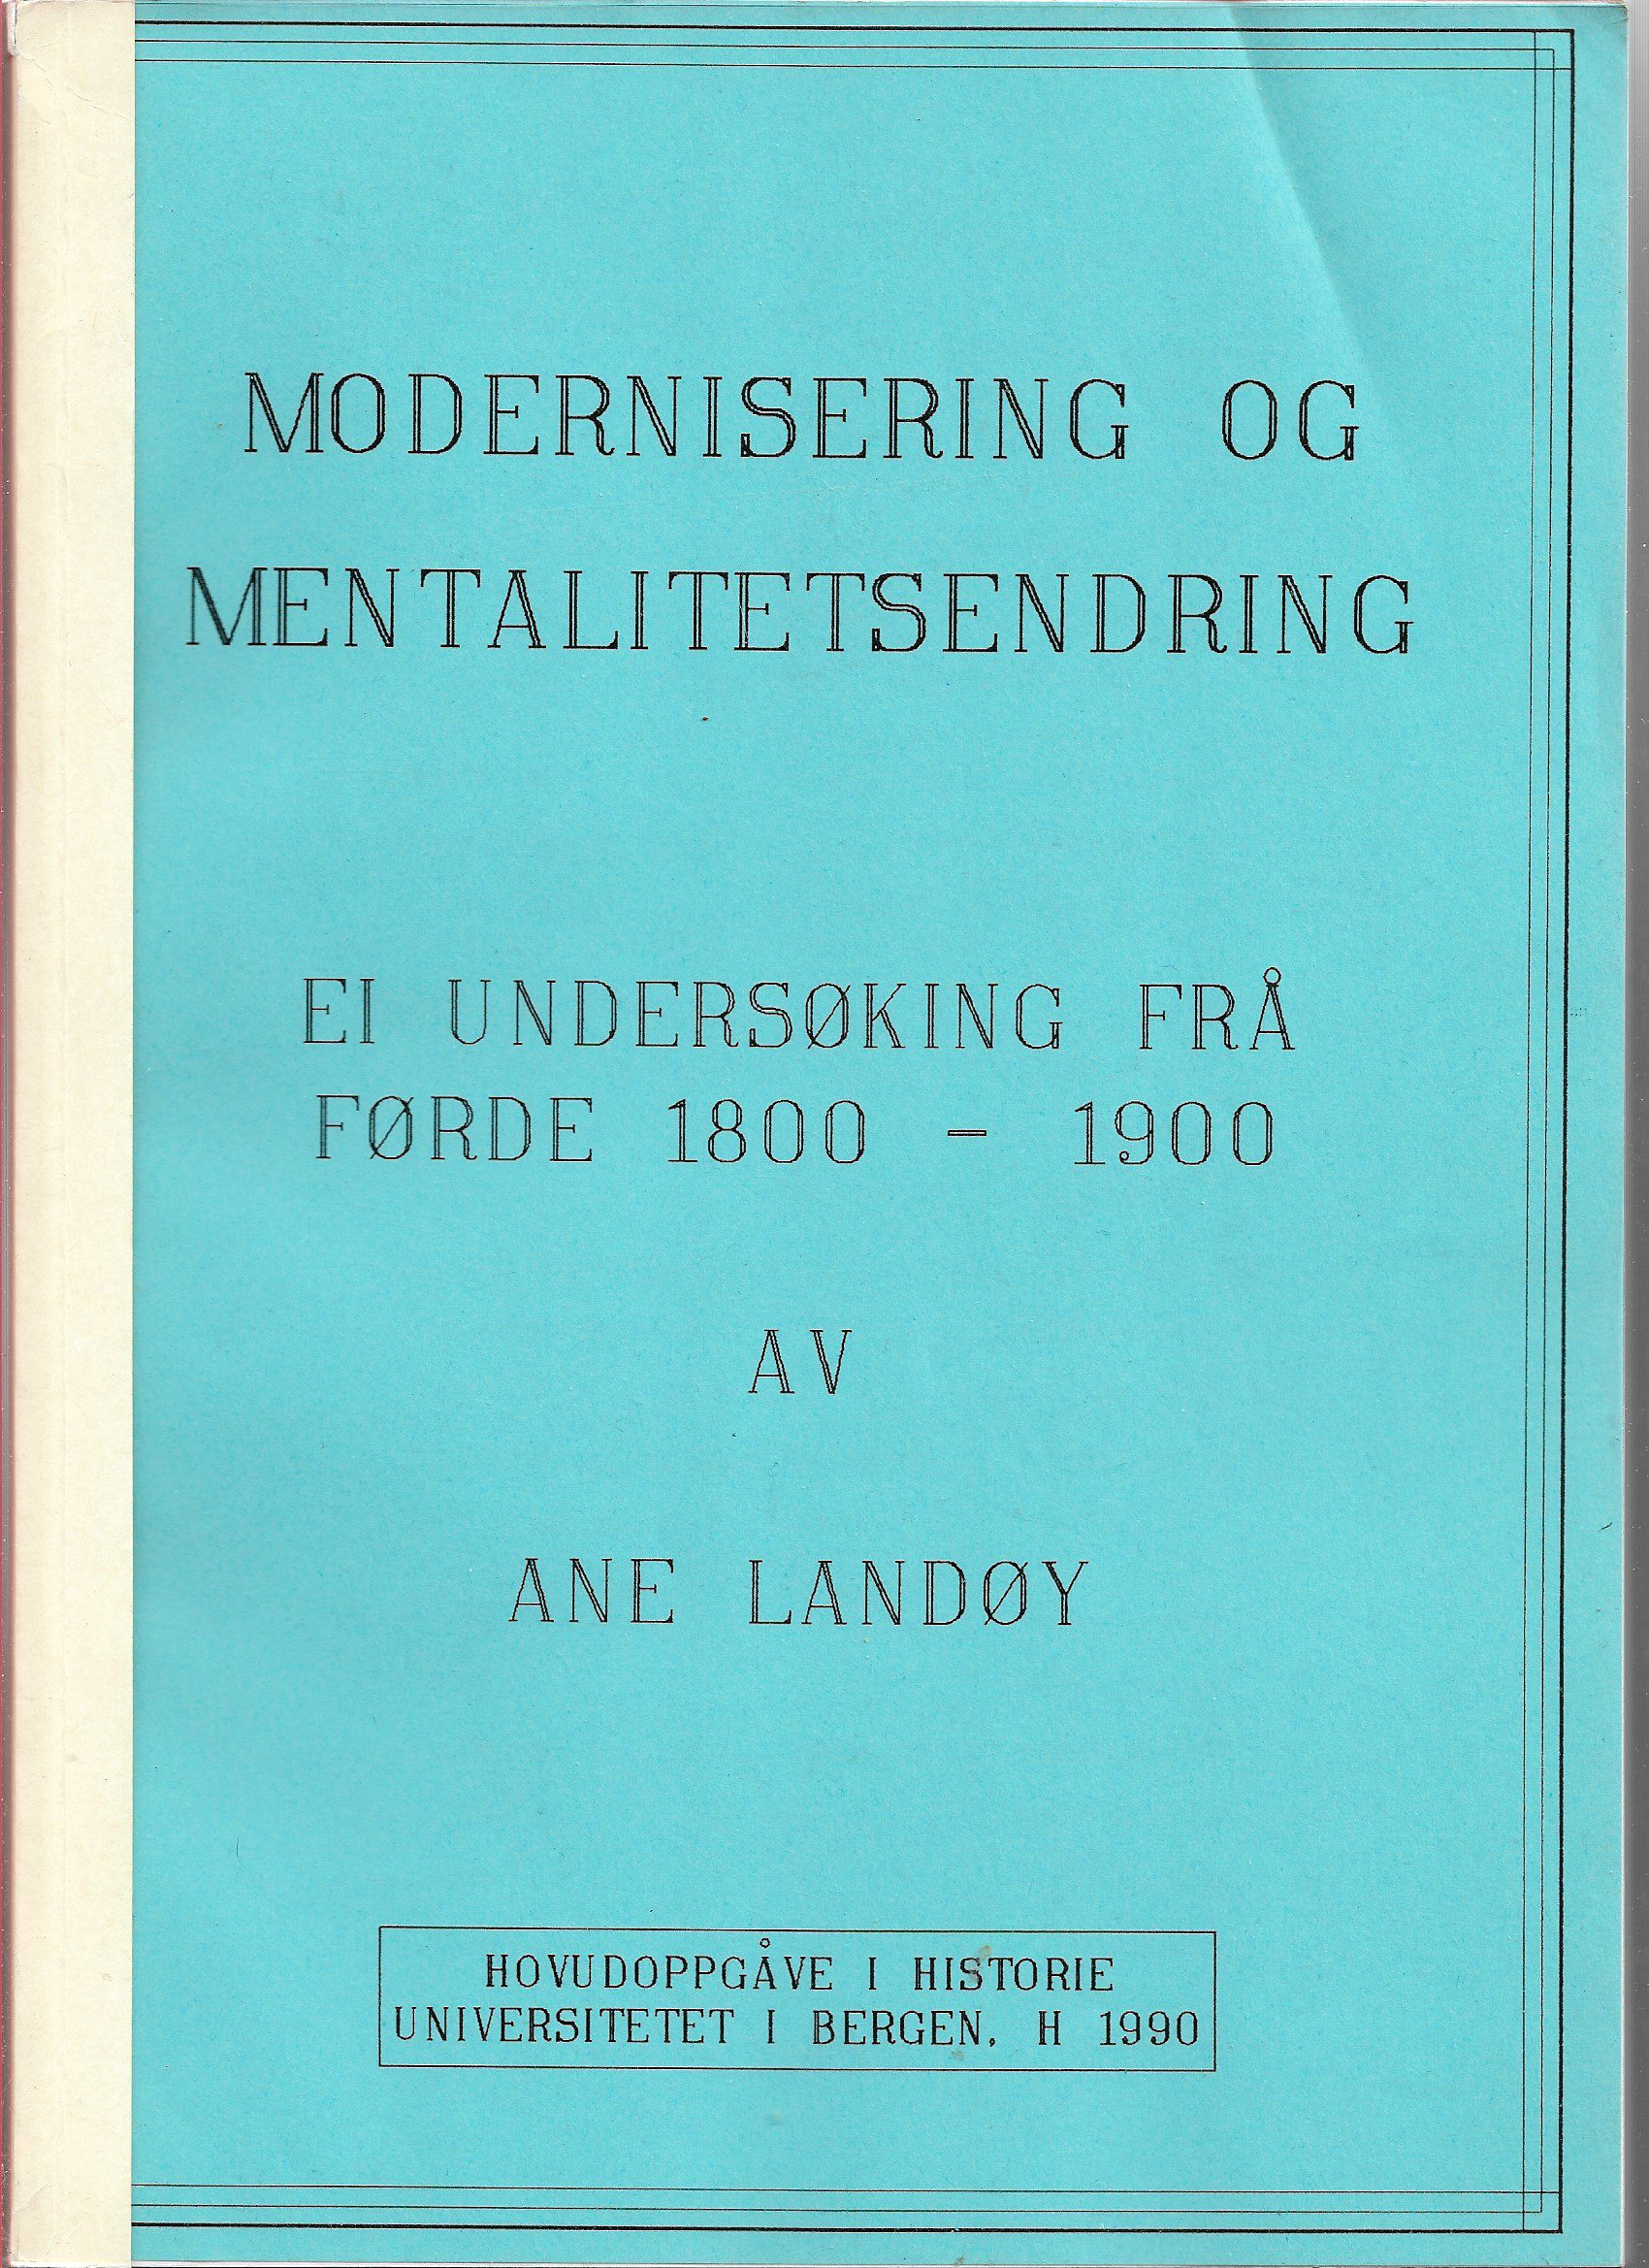 MODERNISERING OG
MENTALITETSENDRING
EI UNDERSØKING FRÅ
FØRDE 1800 - 1900
AV
ANE LANDØY
HOVUDOPPGÅVE I HISTORIE
UNIVERSITETET I BERGEN, H 1990